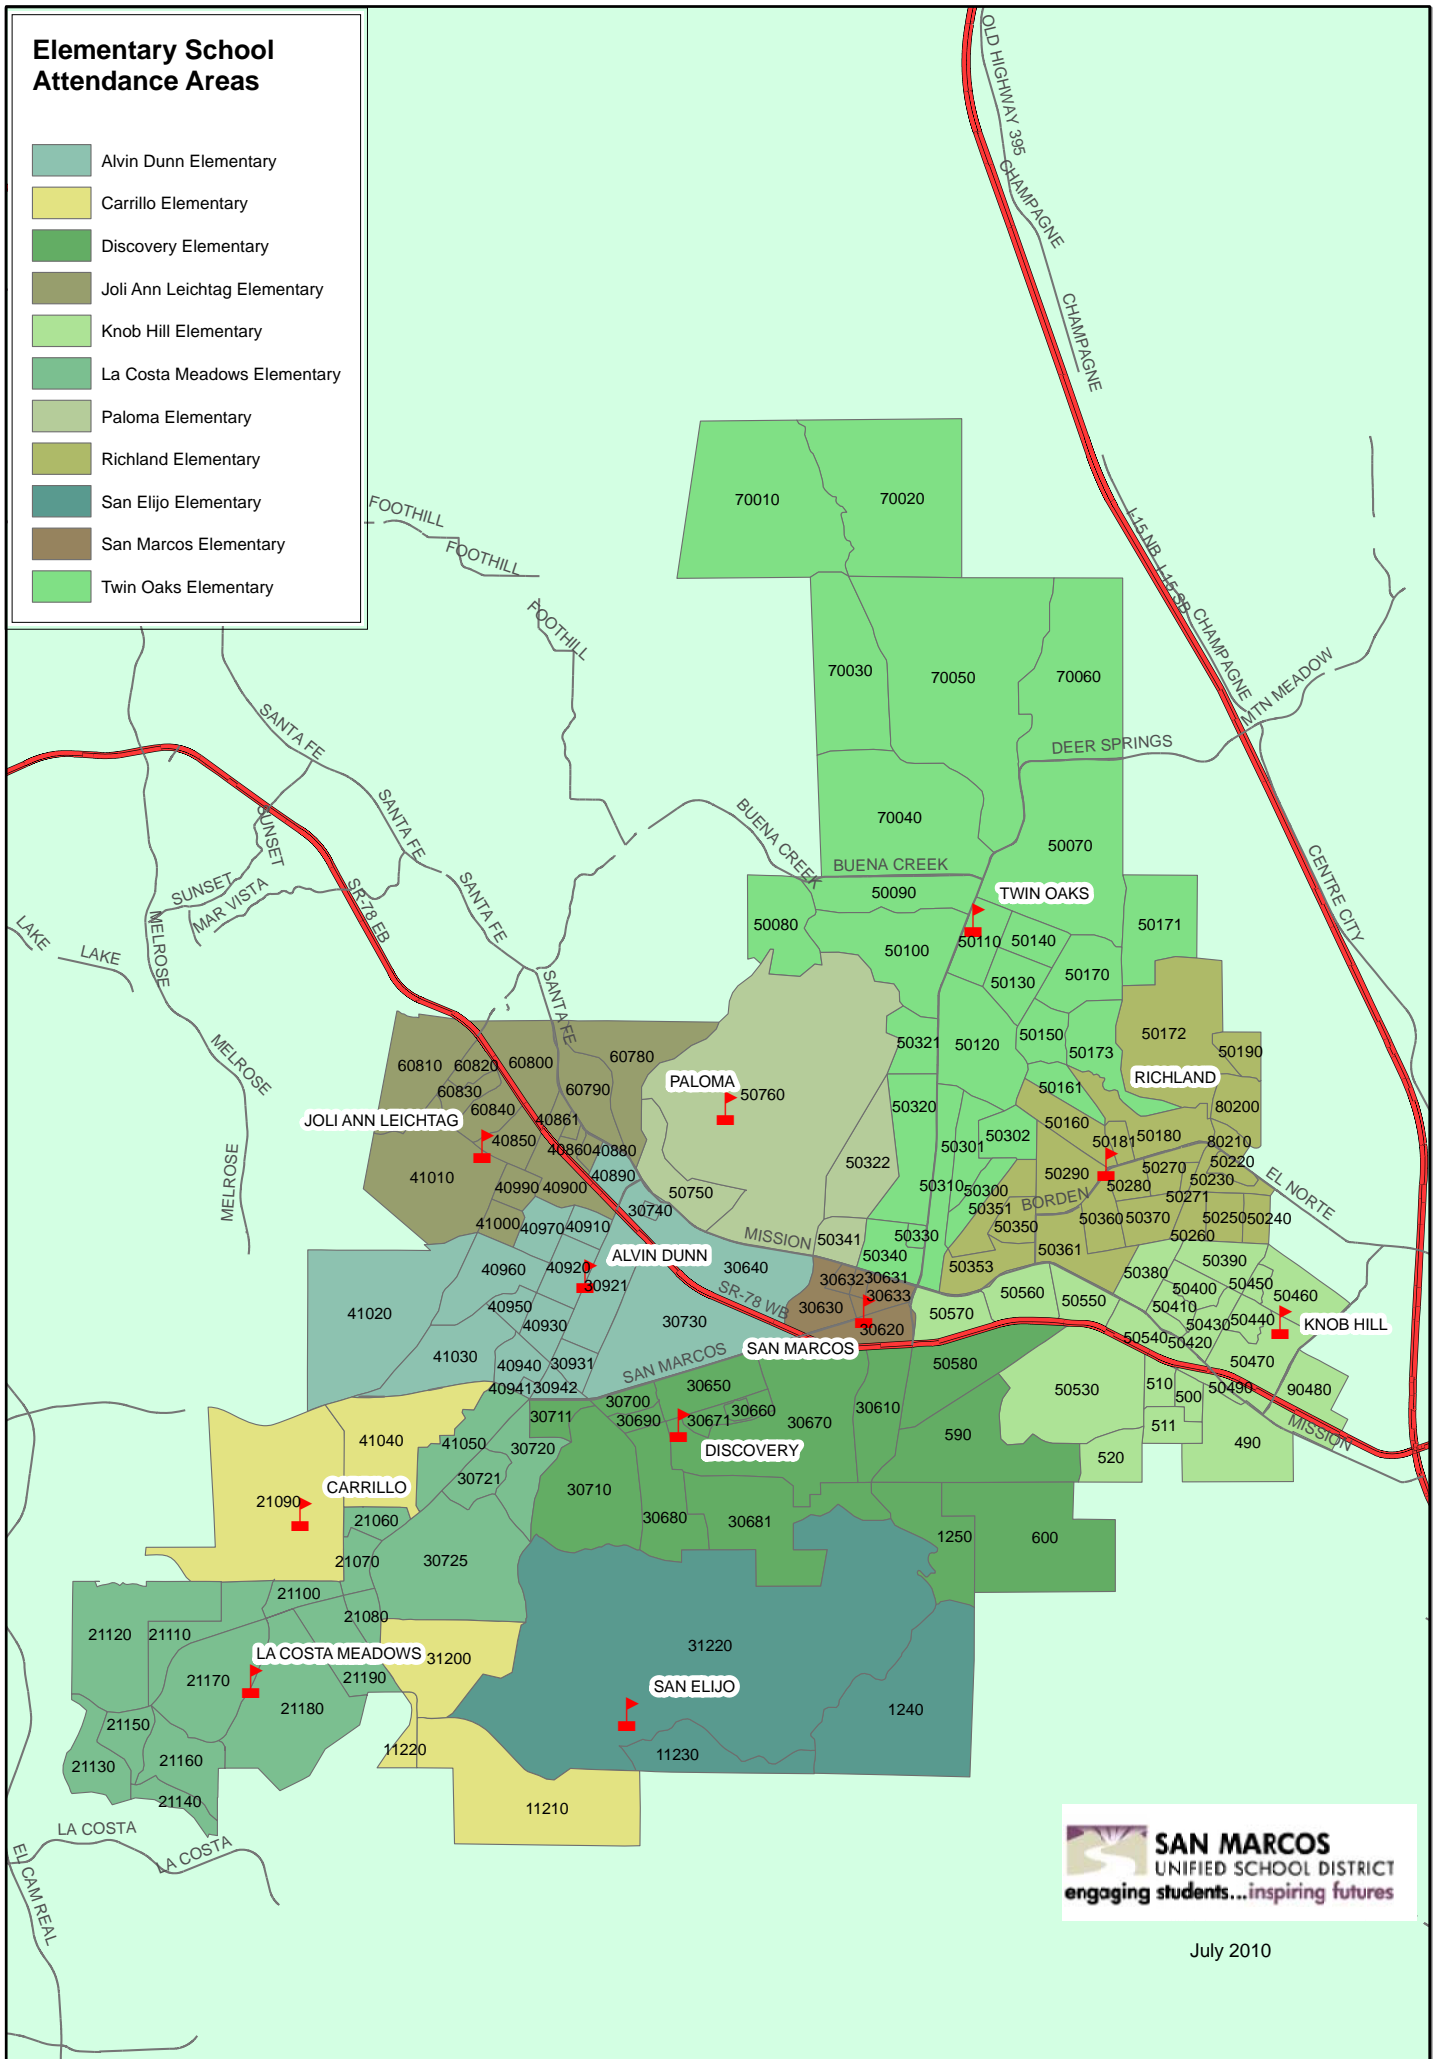 Elementary School
Attendance Areas
Alvin Dunn Elementary
Carrillo Elementary
Discovery Elementary
Joli Ann Leichtag Elementary
Knob Hill Elementary
La Costa Meadows Elementary
Paloma Elementary
Richland Elementary
San Elijo Elementary
San Marcos Elementary
Twin Oaks Elementary
OLD HIGHWAY 395
CHAMPAGNE
CHAMPAGNE
70010
70020
FOOTHILL
FOOTHILL
FOOTHILL
I-15 NB
I-15 SB
CHAMPAGNE
MTN MEADOW
70030
70050
70060
DEER SPRINGS
SANTA FE
SANTA FE
SANTA FE
SANTA FE
SUNSET
SUNSET
MAR VISTA
SR-78 EB
LAKE
LAKE
MELROSE
MELROSE
MELROSE
BUENA CREEK
BUENA CREEK
70040
50070
CENTRE CITY
50090
TWIN OAKS
50080
50100
50110
50140
50130
50170
50171
50172
50190
60810
60820
60800
60780
60830
60790
60840
50321
50120
50150
50173
RICHLAND
PALOMA
50760
50161
80200
JOLI ANN LEICHTAG
40861
40850
40860
40880
50320
50301
50302
50160
50181
50180
80210
41010
40990
40900
40890
50322
50290
50270
50220
50280
50230
50750
50310
50300
50351
BORDEN
50271
EL NORTE
30740
41000
40970
40910
MISSION
50341
50330
50340
50350
50360
50370
50250
50240
50260
50361
ALVIN DUNN
40960
40920
30921
30640
SR-78 WB
30632
30631
30633
30630
30620
50353
50380
50390
50400
50450
50460
50410
50440
50430
KNOB HILL
50570
50560
50550
50540
50420
41020
40950
40930
30730
SAN MARCOS
SAN MARCOS
41030
40940
30931
40941
30942
50580
50470
50530
510
500
50490
90480
30650
30700
30660
30690
30671
30670
30610
30711
DISCOVERY
590
511
520
490
MISSION
41040
41050
30720
30721
CARRILLO
21090
21060
30710
30680
30681
1250
600
21070
30725
21100
21080
21120
21110
LA COSTA MEADOWS
31200
31220
21170
21190
SAN ELIJO
21180
1240
21150
11220
11230
21130
21160
21140
11210
LA COSTA
LA COSTA
EL CAM REAL
SAN MARCOS
UNIFIED SCHOOL DISTRICT
engaging students...inspiring futures
July 2010